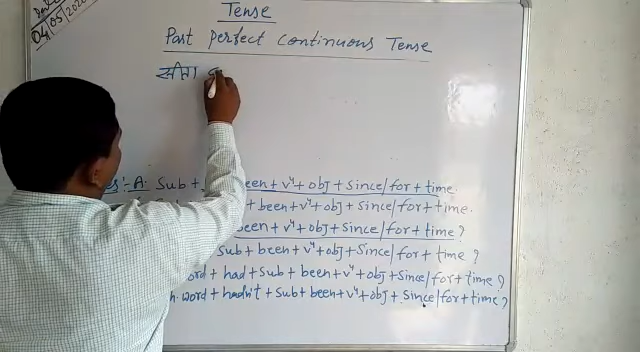 04/05/2020
Tense
Past perfect continuous Tense
सीता
A: Sub + been + v⁴ + obj + Since/for + time.
+ been + v⁴ + obj + Since/for + time.
been + v⁴ + obj + Since/for + time ?
Sub + been + v⁴ + obj + Since/for + time ?
word + had + Sub + been + v⁴ + obj + Since/for + time ?
word + hadn't + Sub + been + v⁴ + obj + Since/for + time ?